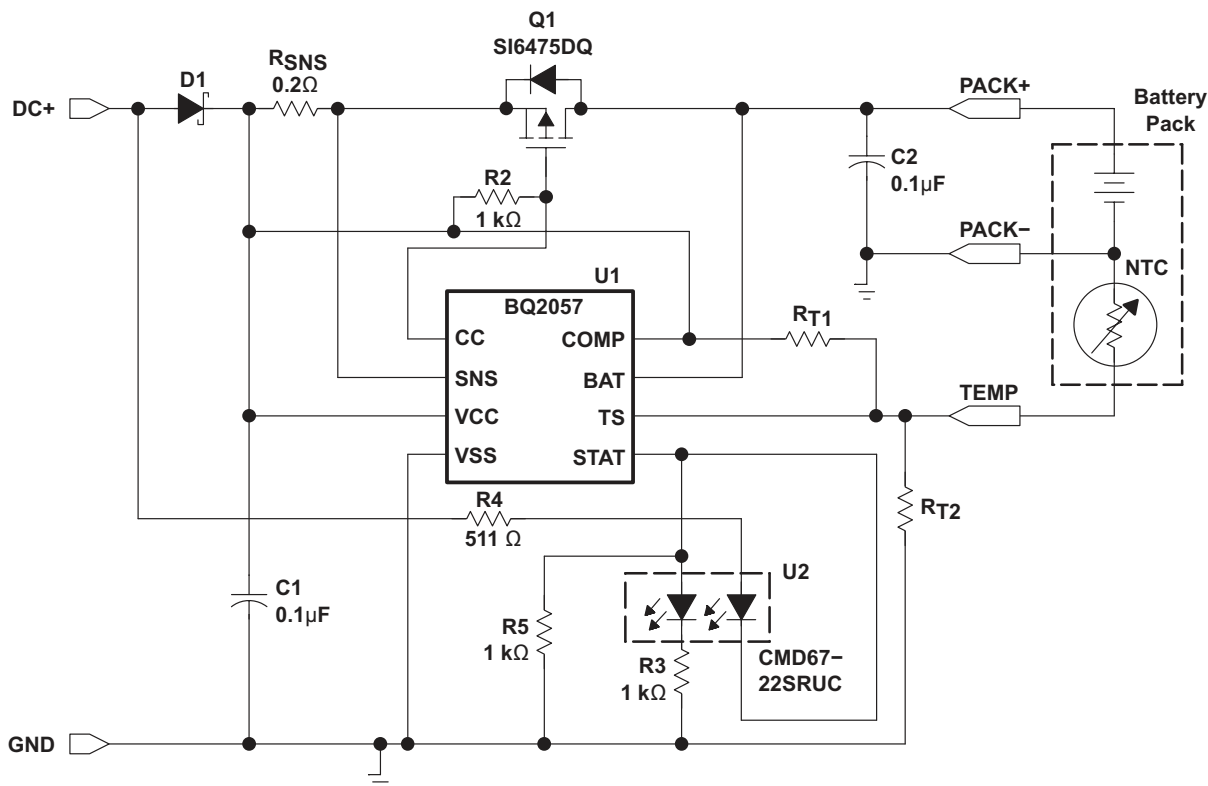 Q1
SI6475DQ
RSNS
0.2Ω
D1
DC+
PACK+
Battery
Pack
C2
0.1µF
R2
1 kΩ
PACK−
NTC
U1
BQ2057
CC
SNS
VCC
VSS
COMP
BAT
TS
STAT
RT1
TEMP
R4
511 Ω
RT2
U2
C1
0.1µF
R5
1 kΩ
R3
1 kΩ
CMD67−
22SRUC
GND